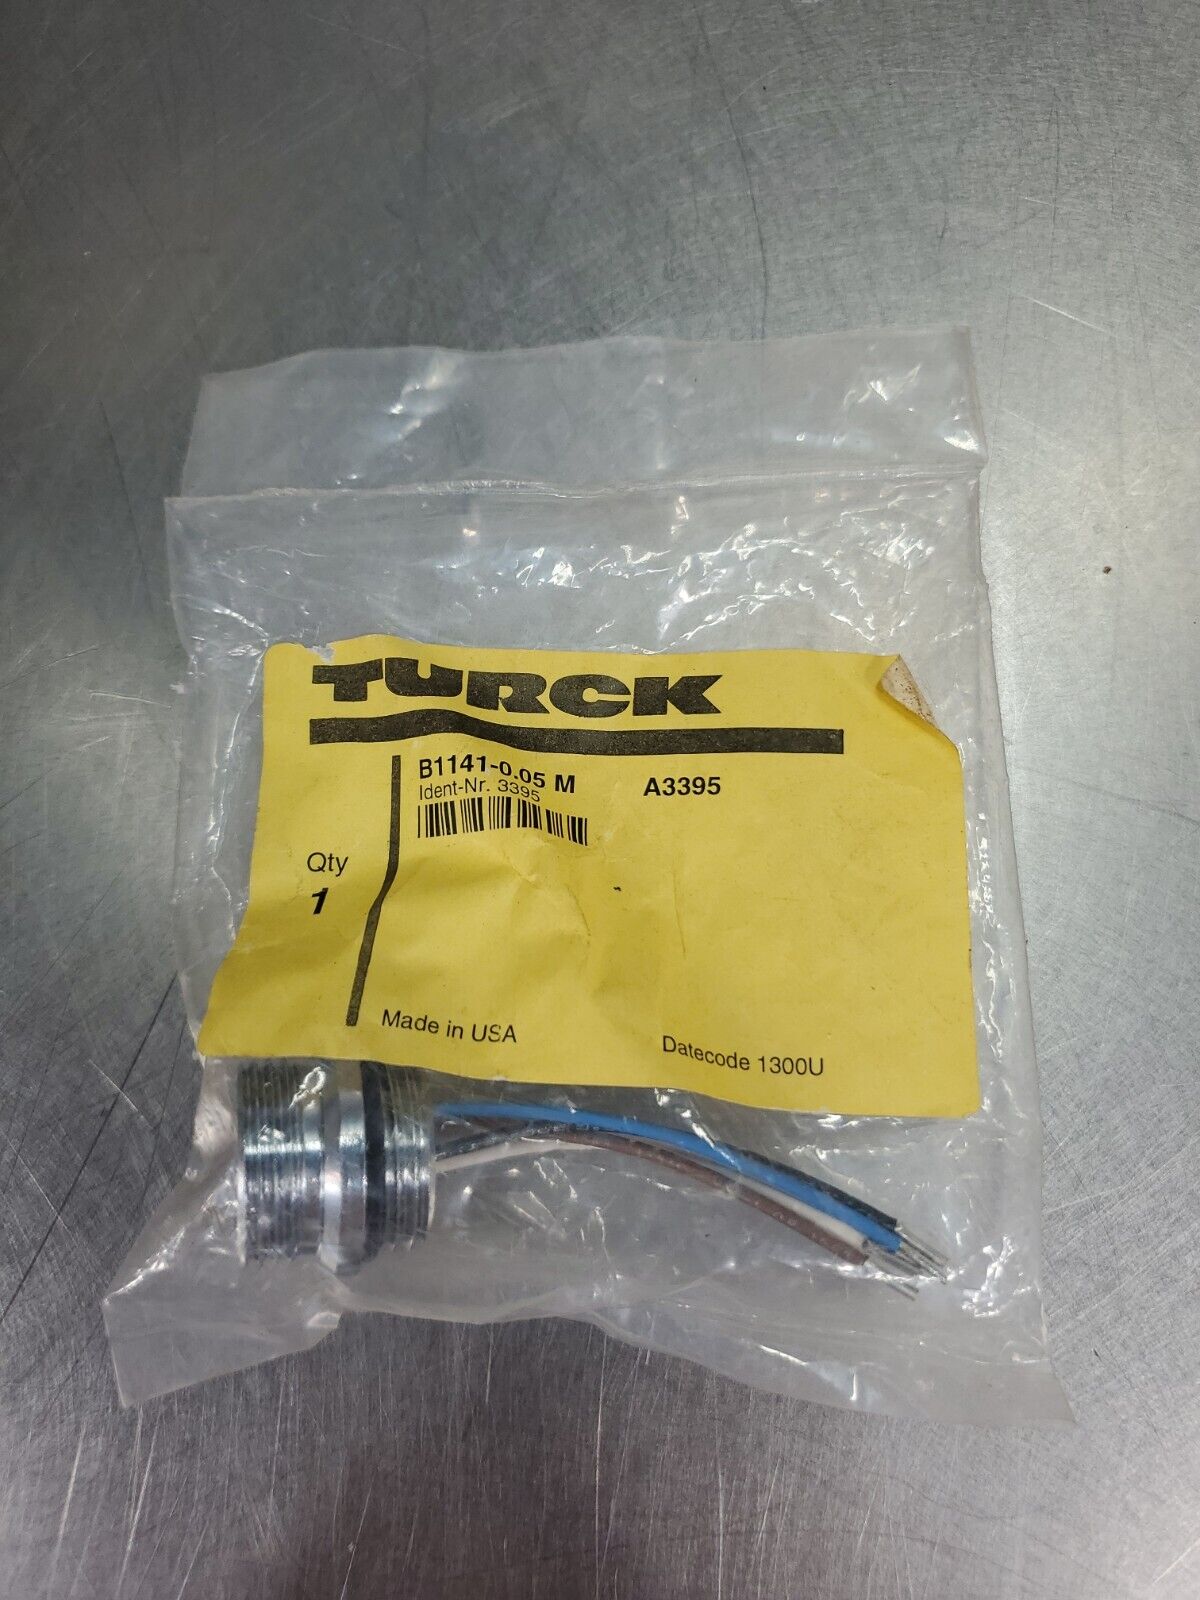 TURCK
B1141-0.05 M A3395
Ident-Nr. 3395
Qty
1
Made in USA
Datecode 1300U